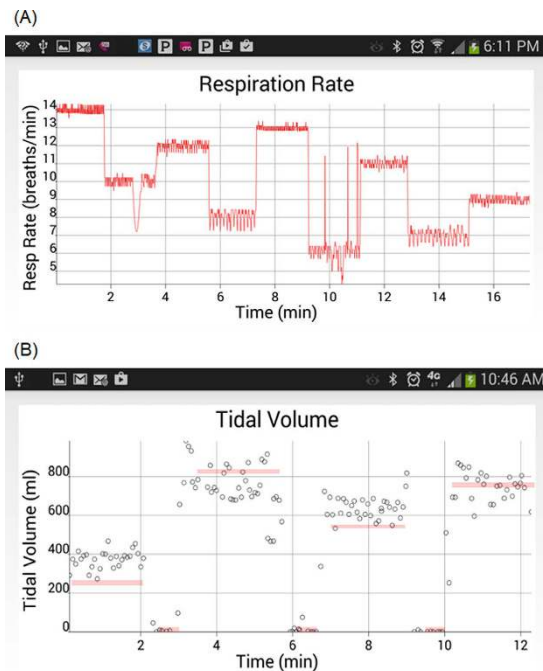 (A)
6:11 PM
Respiration Rate
Resp Rate (breaths/min)
14
13
12
11
10
9
8
7
6
5
2 4 6 8 10 12 14 16
Time (min)
(B)
4G 10:46 AM
Tidal Volume
Tidal Volume (ml)
800
600
400
200
0
0 2 4 6 8 10 12
Time (min)